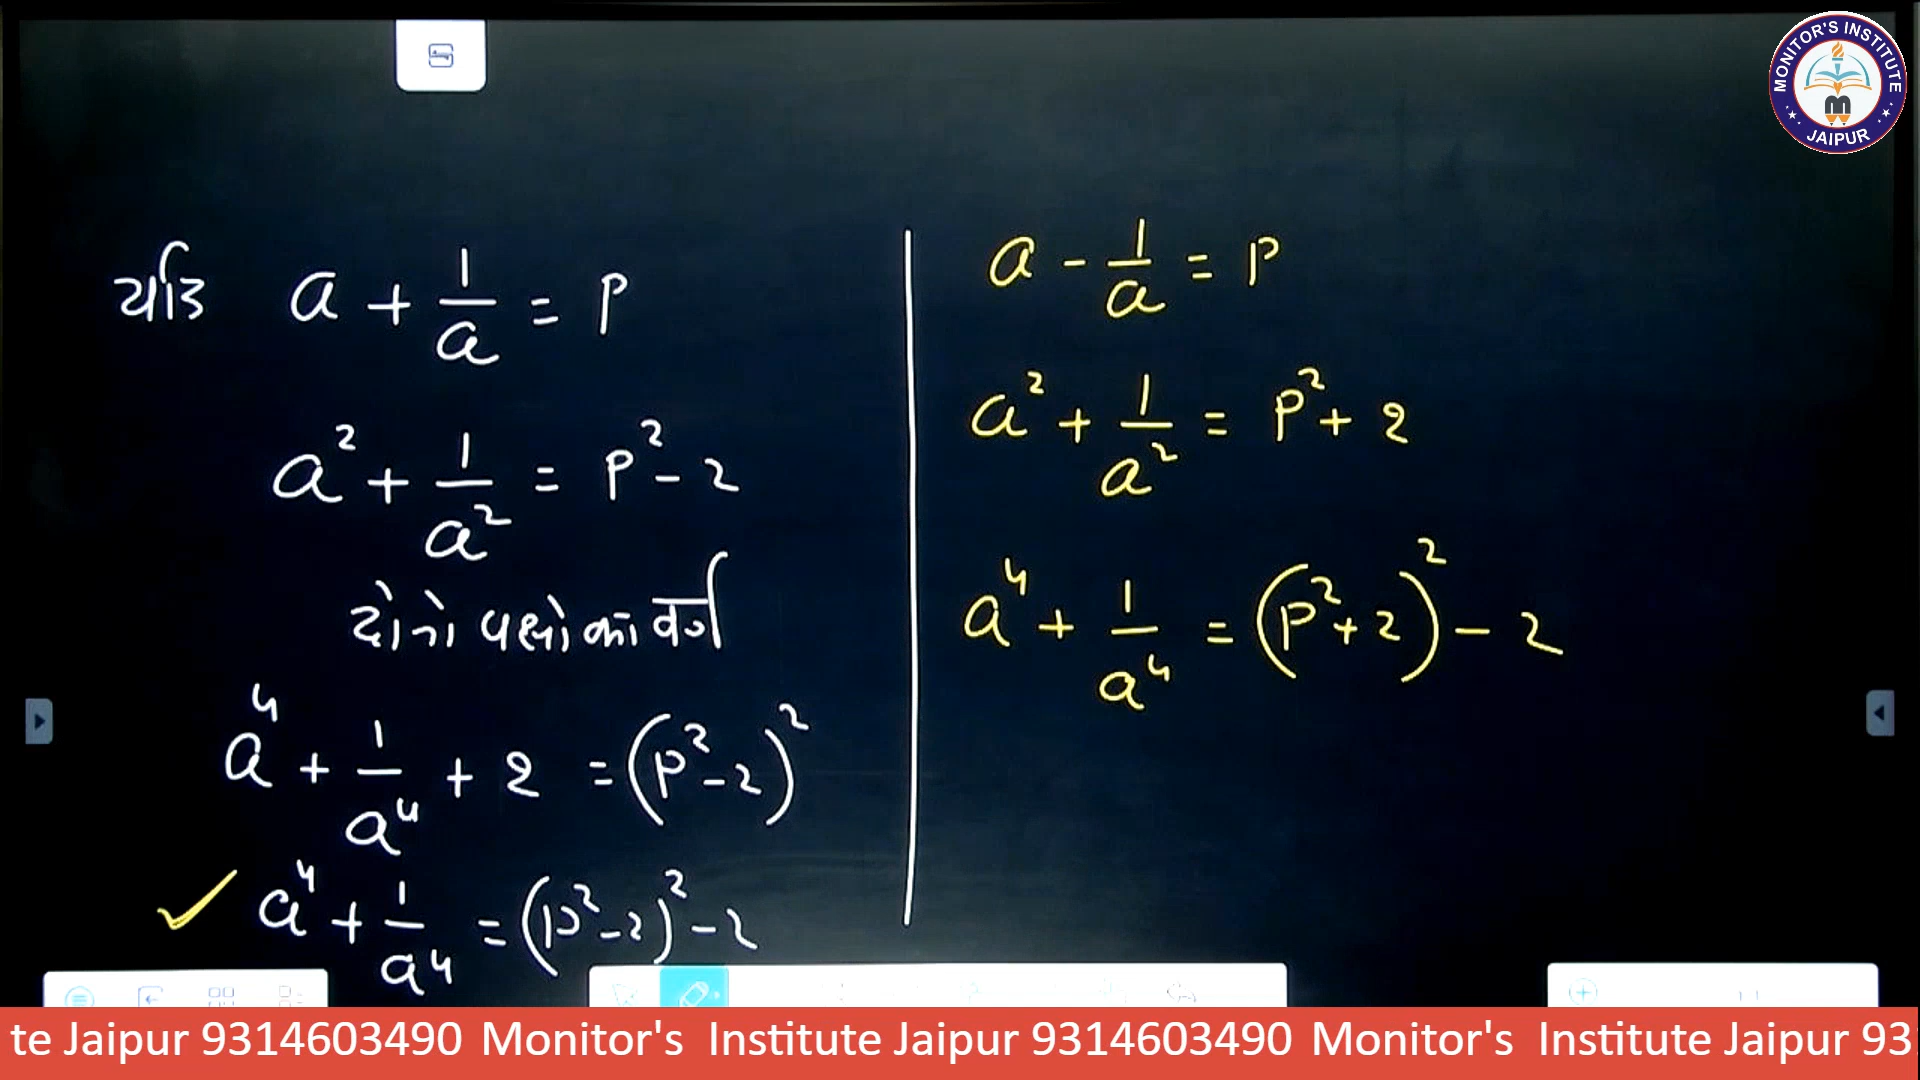 MONITOR'S INSTITUTE
M
JAIPUR
यदि a + 1/a = P
a² + 1/a² = P² - 2
दोनों पक्षों का वर्ग
a⁴ + 1/a⁴ + 2 = (P² - 2)²
✓ a⁴ + 1/a⁴ = (P² - 2)² - 2
a - 1/a = P
a² + 1/a² = P² + 2
a⁴ + 1/a⁴ = (P² + 2)² - 2
te Jaipur 9314603490 Monitor's Institute Jaipur 9314603490 Monitor's Institute Jaipur 93